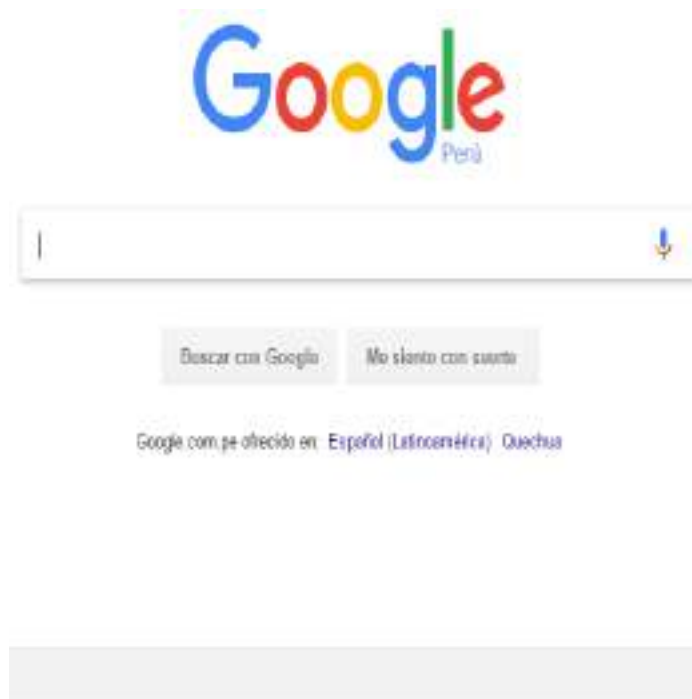 Google
Perú
Buscar con Google
Me siento con suerte
Google.com.pe ofrecido en: Español (Latinoamérica) Quechua